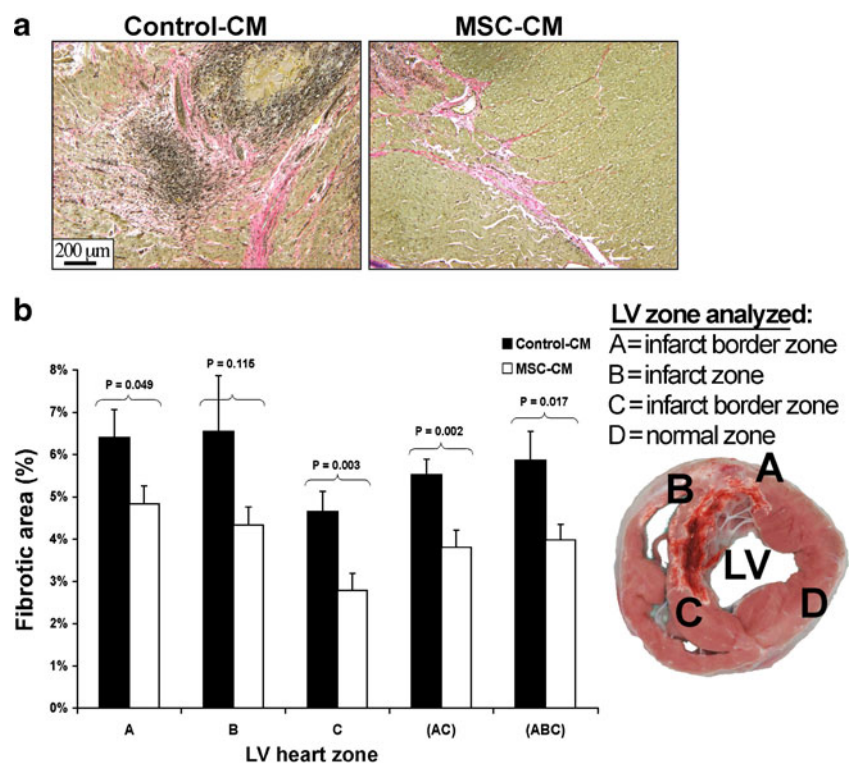 a
Control-CM
MSC-CM
200 µm
b
LV zone analyzed:
A=infarct border zone
B=infarct zone
C=infarct border zone
D=normal zone
Control-CM
MSC-CM
8%
7%
6%
5%
4%
3%
2%
1%
0%
Fibrotic area (%)
P = 0.049
P = 0.115
P = 0.003
P = 0.002
P = 0.017
A
B
C
(AC)
(ABC)
LV heart zone
A
B
LV
C
D